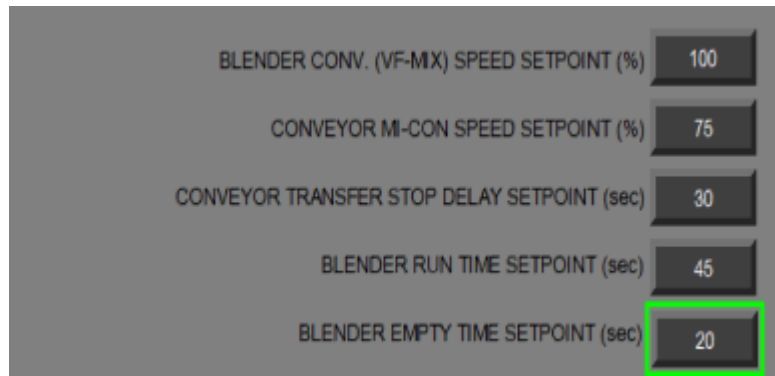 BLENDER CONV. (VF-MIX) SPEED SETPOINT (%) 100
CONVEYOR MI-CON SPEED SETPOINT (%) 75
CONVEYOR TRANSFER STOP DELAY SETPOINT (sec) 30
BLENDER RUN TIME SETPOINT (sec) 45
BLENDER EMPTY TIME SETPOINT (sec) 20